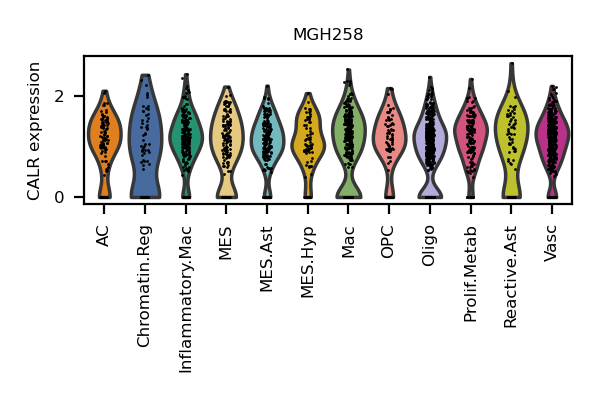 MGH258
CALR expression
2
0
AC
Chromatin.Reg
Inflammatory.Mac
MES
MES.Ast
MES.Hyp
Mac
OPC
Oligo
Prolif.Metab
Reactive.Ast
Vasc